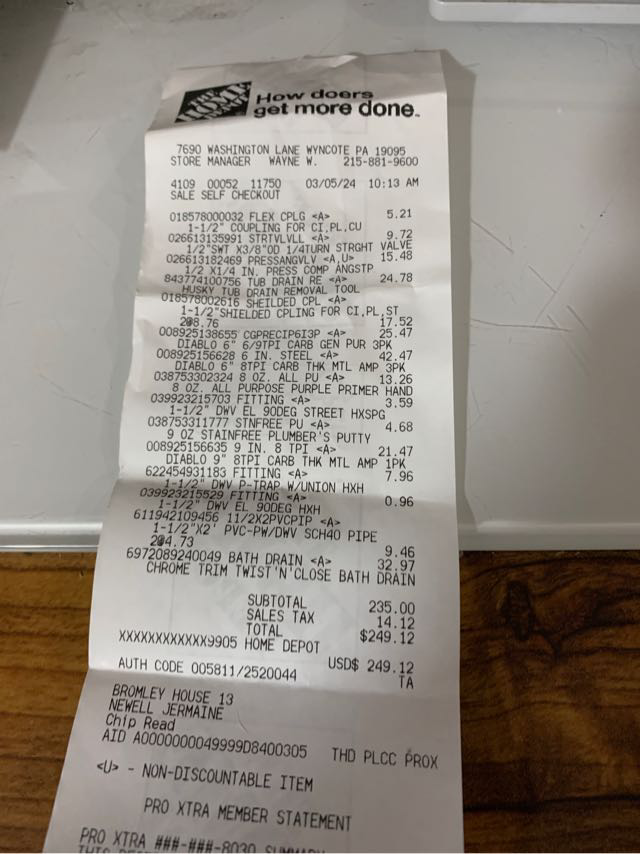 THE HOME DEPOT
How doers
get more done.
7690 WASHINGTON LANE WYNCOTE PA 19095
STORE MANAGER WAYNE W. 215-881-9600
4109 00052 11750 03/05/24 10:13 AM
SALE SELF CHECKOUT
018578000032 FLEX CPLG <A> 5.21
1-1/2" COUPLING FOR CI,PL,CU
026613135991 STRTVLVLL <A> 9.72
1/2"SWT X3/8"OD 1/4TURN STRGHT VALVE
026613182469 PRESSANGVLV <A,U> 15.48
1/2 X1/4 IN. PRESS COMP ANGSTP
843774100756 TUB DRAIN RE <A> 24.78
HUSKY TUB DRAIN REMOVAL TOOL
018578002616 SHEILDED CPL <A>
1-1/2"SHIELDED CPLING FOR CI,PL,ST
2@8.76 17.52
008925138655 CGPRECIP6I3P <A> 25.47
DIABLO 6" 6/9TPI CARB GEN PUR 3PK
008925156628 6 IN. STEEL <A> 42.47
DIABLO 6" 8TPI CARB THK MTL AMP 3PK
038753302324 8 OZ. ALL PU <A> 13.26
8 OZ. ALL PURPOSE PURPLE PRIMER HAND
039923215703 FITTING <A> 3.59
1-1/2" DWV EL 90DEG STREET HXSPG
038753311777 STNFREE PU <A> 4.68
9 OZ STAINFREE PLUMBER'S PUTTY
008925156635 9 IN. 8 TPI <A> 21.47
DIABLO 9" 8TPI CARB THK MTL AMP 1PK
622454931183 FITTING <A> 7.96
1-1/2" DWV P-TRAP W/UNION HXH
039923215529 FITTING <A> 0.96
1-1/2" DWV EL 90DEG HXH
611942109456 11/2X2PVCPIP <A>
1-1/2"X2' PVC-PW/DWV SCH40 PIPE
2@4.73 9.46
6972089240049 BATH DRAIN <A> 32.97
CHROME TRIM TWIST'N'CLOSE BATH DRAIN
SUBTOTAL 235.00
SALES TAX 14.12
TOTAL $249.12
XXXXXXXXXXXX9905 HOME DEPOT
USD$ 249.12
AUTH CODE 005811/2520044 TA
BROMLEY HOUSE 13
NEWELL JERMAINE
Chip Read
AID A0000000049999D8400305 THD PLCC PROX
<U> - NON-DISCOUNTABLE ITEM
PRO XTRA MEMBER STATEMENT
PRO XTRA ###-###-8030 SUMMARY